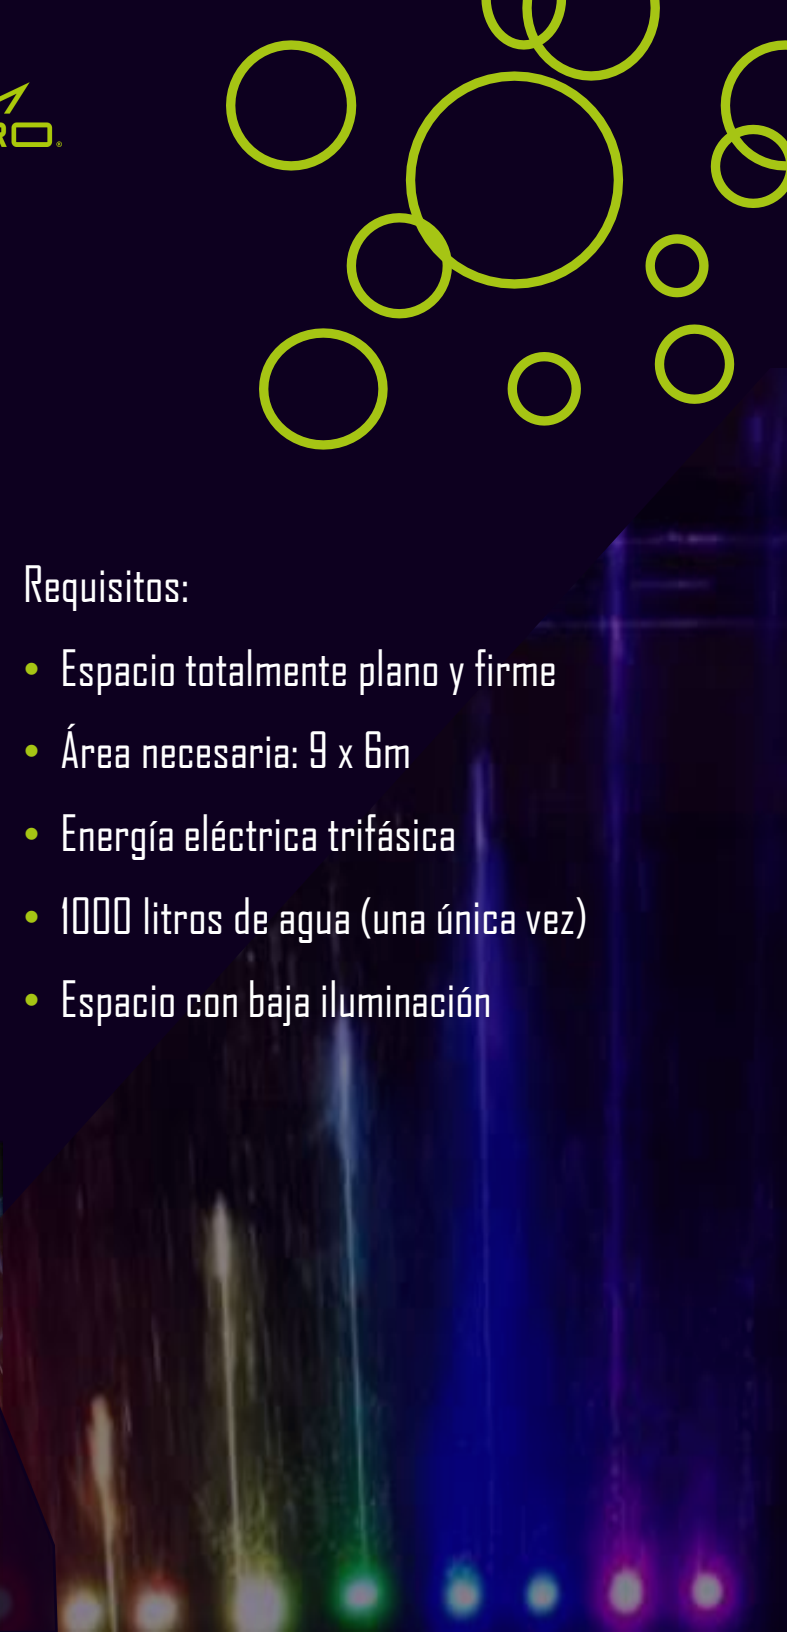 RO®
Requisitos:
• Espacio totalmente plano y firme
• Área necesaria: 9 x 6m
• Energía eléctrica trifásica
• 1000 litros de agua (una única vez)
• Espacio con baja iluminación